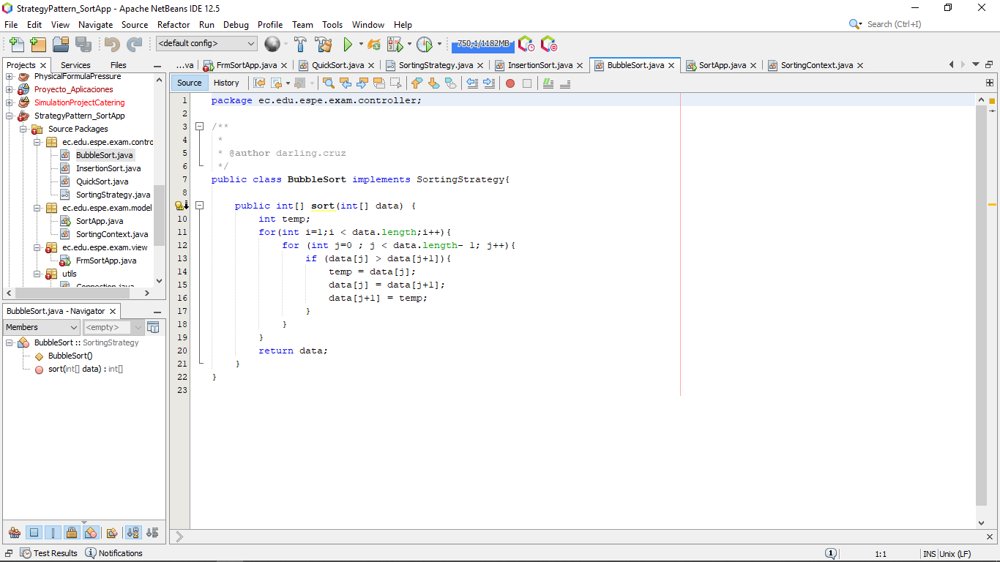 StrategyPattern_SortApp - Apache NetBeans IDE 12.5
File Edit View Navigate Source Refactor Run Debug Profile Team Tools Window Help
Search (Ctrl+I)
<default config>
750,1/1182MB
Projects Services Files
PhysicalFormulaPressure
Proyecto_Aplicaciones
SimulationProjectCatering
StrategyPattern_SortApp
Source Packages
ec.edu.espe.exam.contro
BubbleSort.java
InsertionSort.java
QuickSort.java
SortingStrategy.java
ec.edu.espe.exam.model
SortApp.java
SortingContext.java
ec.edu.espe.exam.view
FrmSortApp.java
utils
Connection.java
BubbleSort.java - Navigator
Members <empty>
BubbleSort :: SortingStrategy
BubbleSort()
sort(int[] data) : int[]
...va FrmSortApp.java QuickSort.java SortingStrategy.java InsertionSort.java BubbleSort.java SortApp.java SortingContext.java
Source History
1 package ec.edu.espe.exam.controller;
2
3 /**
4 *
5 * @author darling.cruz
6 */
7 public class BubbleSort implements SortingStrategy{
8
public int[] sort(int[] data) {
10 int temp;
11 for(int i=1;i < data.length;i++){
12 for (int j=0 ; j < data.length- 1; j++){
13 if (data[j] > data[j+1]){
14 temp = data[j];
15 data[j] = data[j+1];
16 data[j+1] = temp;
17 }
18 }
19 }
20 return data;
21 }
22 }
23
Test Results Notifications
1 1:1 INS Unix (LF)